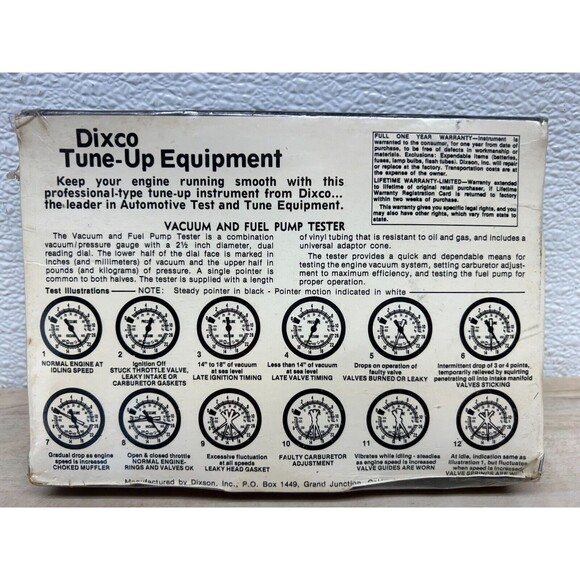 Dixco
Tune-Up Equipment
Keep your engine running smooth with this
professional-type tune-up instrument from Dixco...
the leader in Automotive Test and Tune Equipment.
FULL ONE YEAR WARRANTY—Instrument is
warranted to the consumer, for one year from date of
purchase, to be free of defects in workmanship or
materials. Exclusions: Expendable items (batteries,
fuses, lamp bulbs, flash tubes). Dixson, Inc. will repair
or replace at the factory. Transportation costs are at
the expense of the owner.
LIFETIME WARRANTY-LIMITED—Warranty extended
to lifetime of original retail purchaser, if Lifetime
Warranty Registration Card is returned to factory
within two weeks of purchase.
This warranty gives you specific legal rights, and you
may also have other rights, which vary from state to
state.
VACUUM AND FUEL PUMP TESTER
The Vacuum and Fuel Pump Tester is a combination
vacuum/pressure gauge with a 2½ inch diameter, dual
reading dial. The lower half of the dial face is marked in
inches (and millimeters) of vacuum and the upper half in
pounds (and kilograms) of pressure. A single pointer is
common to both halves. The tester is supplied with a length
of vinyl tubing that is resistant to oil and gas, and includes a
universal adaptor cone.
The tester provides a quick and dependable means for
testing the engine vacuum system, setting carburetor adjust-
ment to maximum efficiency, and testing the fuel pump for
proper operation.
Test Illustrations — NOTE: Steady pointer in black - Pointer motion indicated in white
NORMAL ENGINE AT
IDLING SPEED
2
Ignition Off
STUCK THROTTLE VALVE,
LEAKY INTAKE OR
CARBURETOR GASKETS
3
14" to 18" of vacuum
at sea level
LATE IGNITION TIMING
4
Less than 14" of vacuum
at sea level
LATE VALVE TIMING
5
Drops on operation of
faulty valve
VALVES BURNED OR LEAKY
6
Intermittent drop of 3 or 4 points,
temporarily relieved by squirting
penetrating oil into intake manifold
VALVES STICKING
7
Gradual drop as engine
speed is increased
CHOKED MUFFLER
8
Open & closed throttle
NORMAL ENGINE-
RINGS AND VALVES OK
9
Excessive fluctuation
at all speeds
LEAKY HEAD GASKET
10
FAULTY CARBURETOR
ADJUSTMENT
11
Vibrates while idling - steadies
as engine speed is increased
VALVE GUIDES ARE WORN
12
At idle, indication same as
illustration 1, but fluctuates
when speed is increased
VALVE SPRINGS ARE
Manufactured by Dixson, Inc., P.O. Box 1449, Grand Junction,